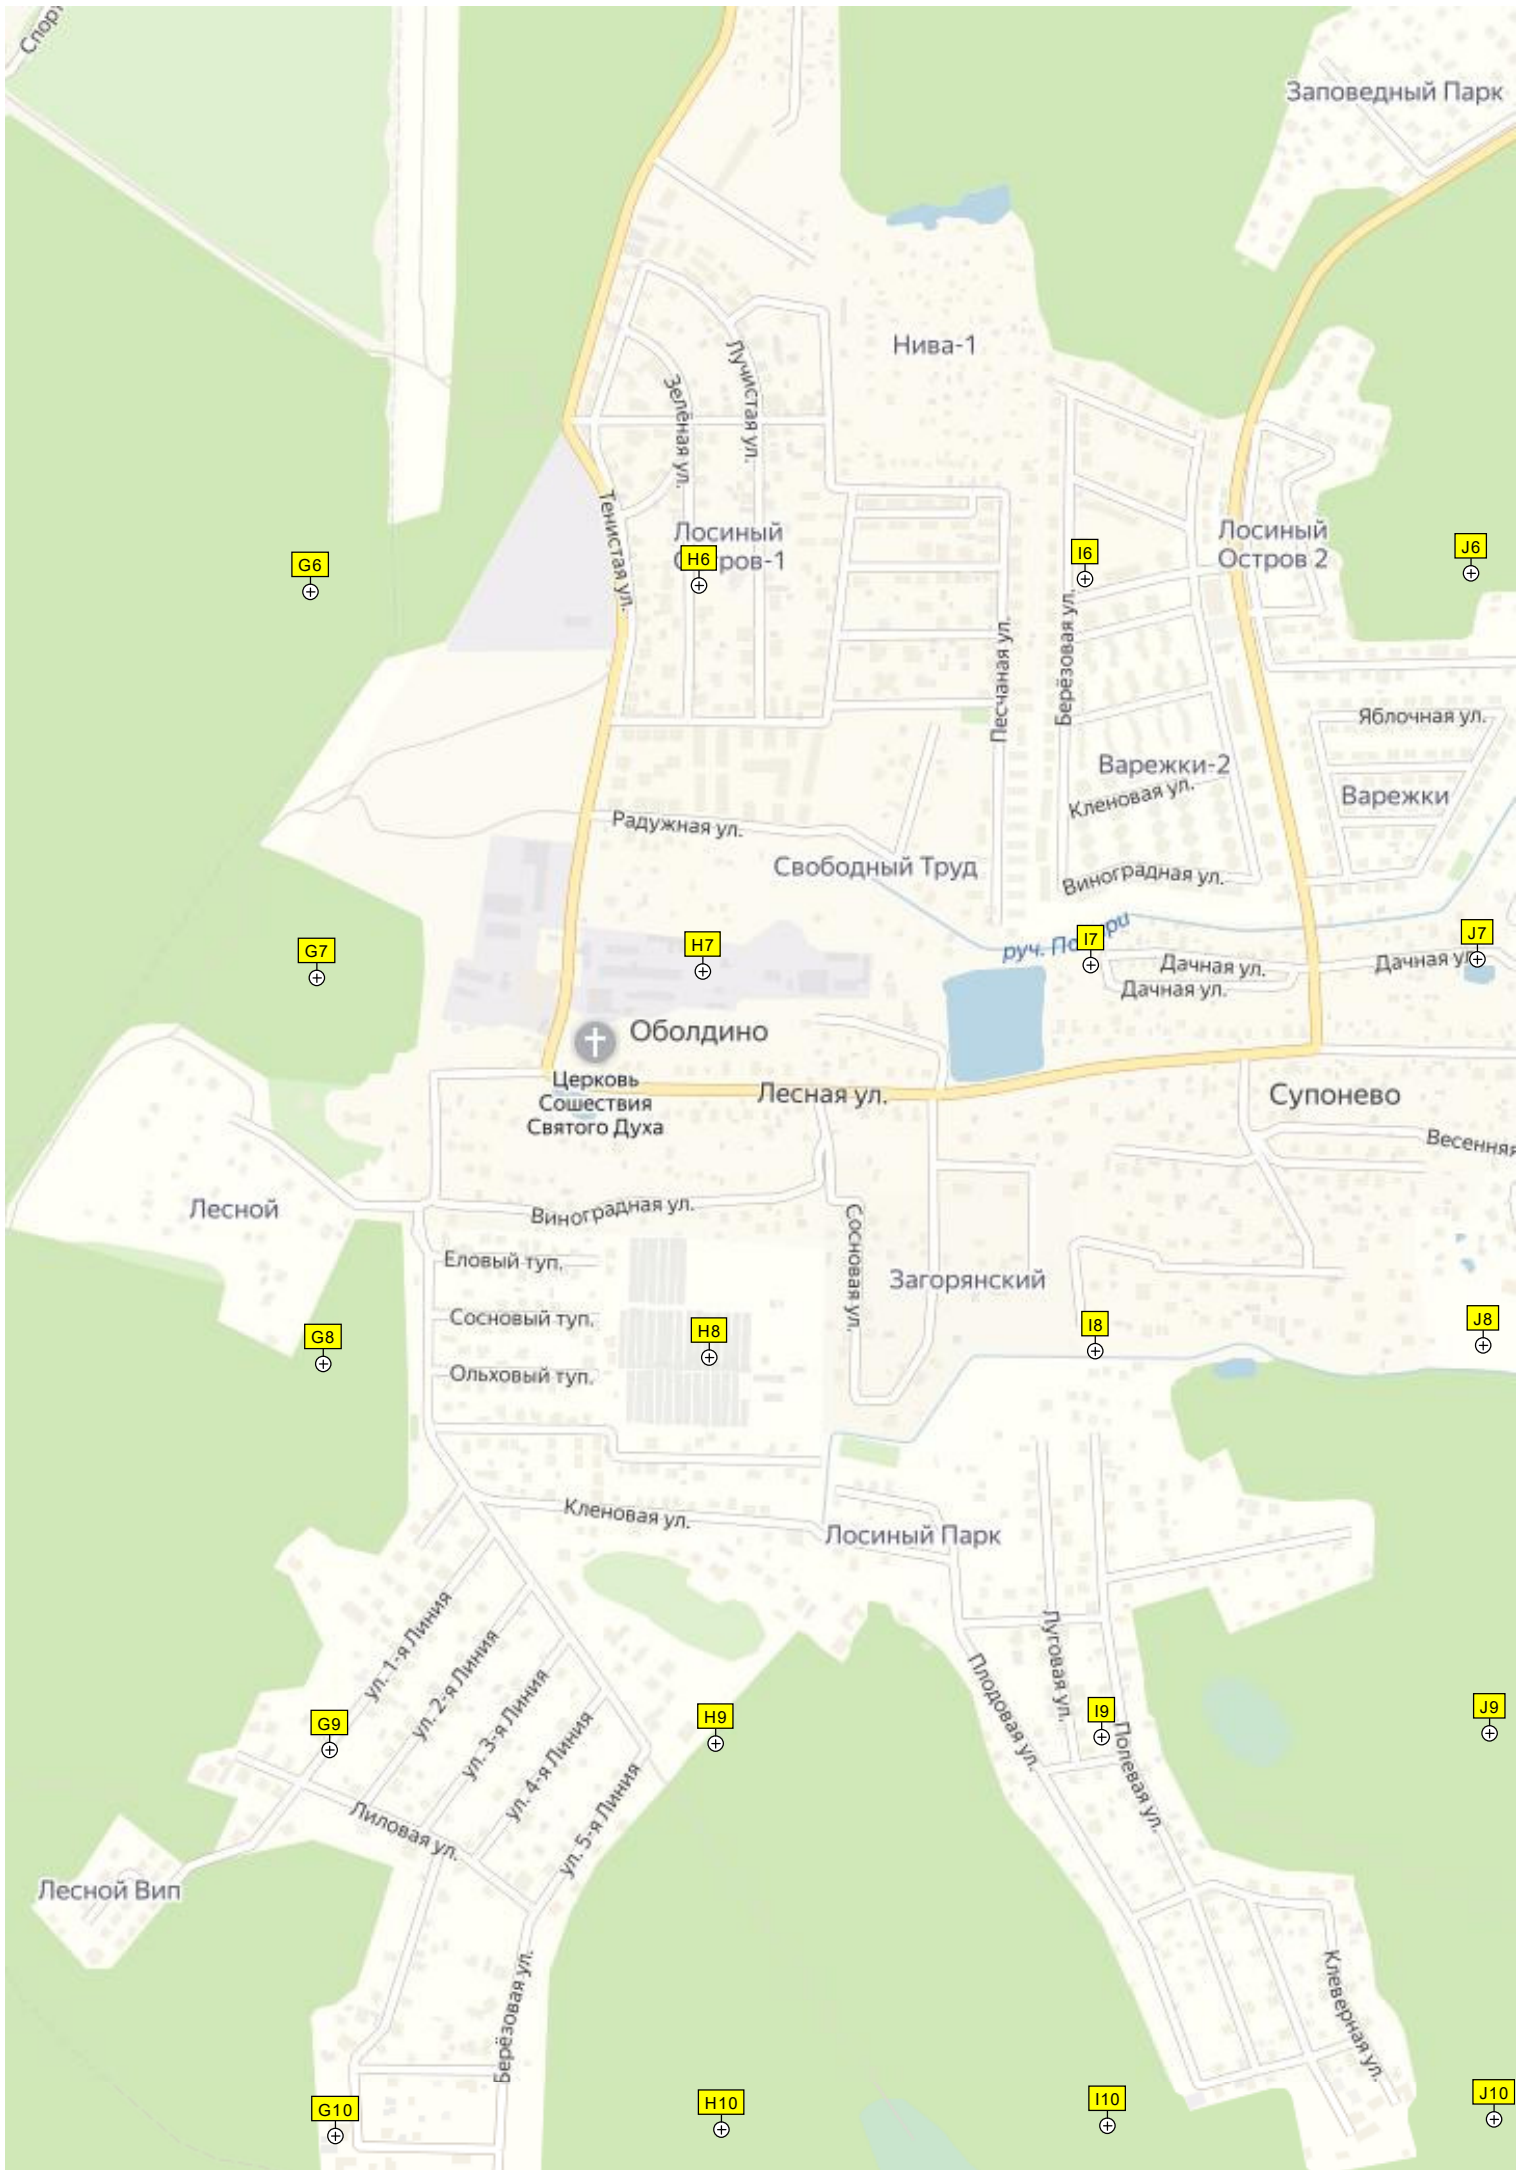 Заповедный Парк
Нива-1
Лучистая ул.
Зелёная ул.
Тенистая ул.
Лосиный
H6
Лосиный
Остров 2
G6
I6
J6
Берёзовая ул.
Песчаная ул.
Яблочная ул.
Варежки-2
Кленовая ул.
Варежки
Радужная ул.
Свободный Труд
Виноградная ул.
руч.
G7
H7
I7
J7
Дачная ул.
Дачная
Дачная ул.
Оболдино
Церковь
Сошествия
Святого Духа
Лесная ул.
Супонево
Весенняя
Лесной
Виноградная ул.
Еловый туп.
Сосновая ул.
Загорянский
Сосновый туп.
G8
H8
I8
J8
Ольховый туп.
Кленовая ул.
Лосиный Парк
ул. 1-я Линия
ул. 2-я Линия
ул. 3-я Линия
ул. 4-я Линия
ул. 5-я Линия
Луговая ул.
Плодовая ул.
Полевая ул.
G9
H9
I9
J9
Лиловая ул.
Лесной Вип
Берёзовая ул.
Клеверная ул.
G10
H10
I10
J10